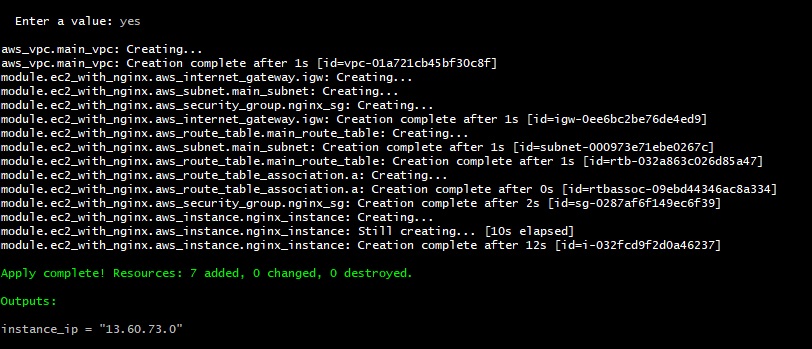 Enter a value: yes
aws_vpc.main_vpc: Creating...
aws_vpc.main_vpc: Creation complete after 1s [id=vpc-01a721cb45bf30c8f]
module.ec2_with_nginx.aws_internet_gateway.igw: Creating...
module.ec2_with_nginx.aws_subnet.main_subnet: Creating...
module.ec2_with_nginx.aws_security_group.nginx_sg: Creating...
module.ec2_with_nginx.aws_internet_gateway.igw: Creation complete after 1s [id=igw-0ee6bc2be76de4ed9]
module.ec2_with_nginx.aws_route_table.main_route_table: Creating...
module.ec2_with_nginx.aws_subnet.main_subnet: Creation complete after 1s [id=subnet-000973e71ebe0267c]
module.ec2_with_nginx.aws_route_table.main_route_table: Creation complete after 1s [id=rtb-032a863c026d85a47]
module.ec2_with_nginx.aws_route_table_association.a: Creating...
module.ec2_with_nginx.aws_route_table_association.a: Creation complete after 0s [id=rtbassoc-09ebd44346ac8a334]
module.ec2_with_nginx.aws_security_group.nginx_sg: Creation complete after 2s [id=sg-0287af6f149ec6f39]
module.ec2_with_nginx.aws_instance.nginx_instance: Creating...
module.ec2_with_nginx.aws_instance.nginx_instance: Still creating... [10s elapsed]
module.ec2_with_nginx.aws_instance.nginx_instance: Creation complete after 12s [id=i-032fcd9f2d0a46237]
Apply complete! Resources: 7 added, 0 changed, 0 destroyed.
Outputs:
instance_ip = "13.60.73.0"